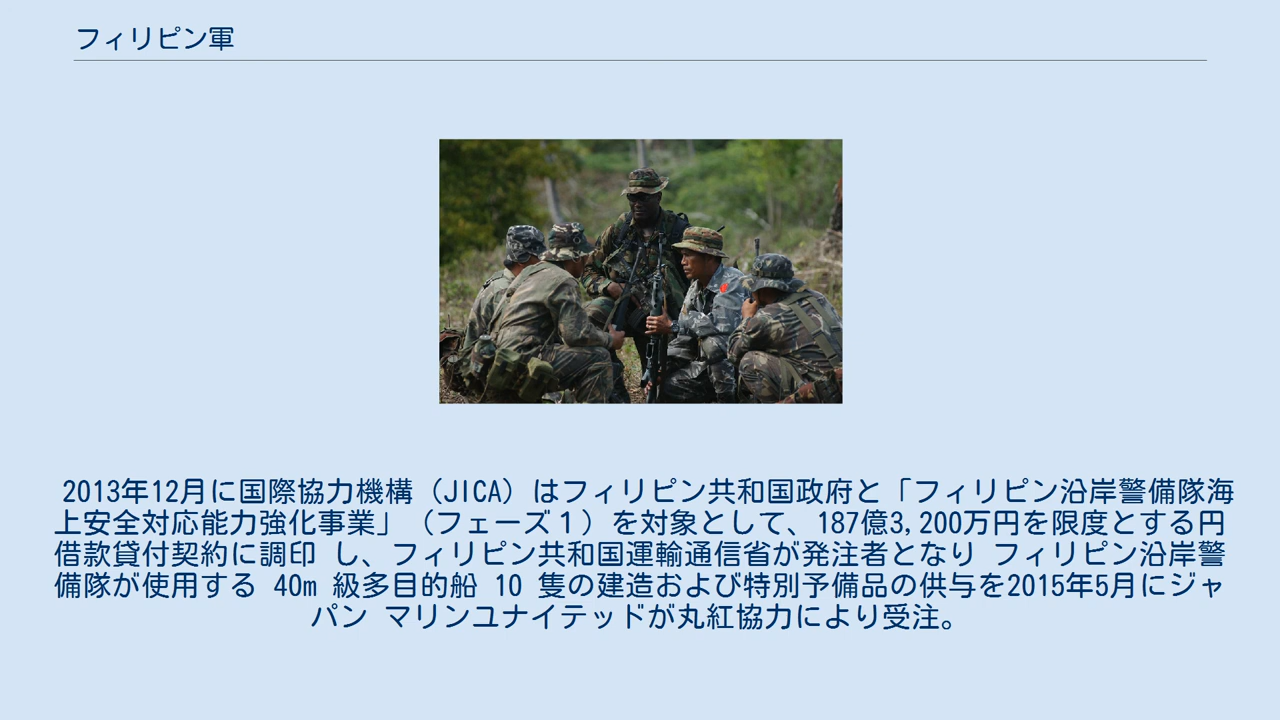 フィリピン軍
2013年12月に国際協力機構（JICA）はフィリピン共和国政府と「フィリピン沿岸警備隊海
上安全対応能力強化事業」（フェーズ１）を対象として、187億3,200万円を限度とする円
借款貸付契約に調印 し、フィリピン共和国運輸通信省が発注者となり フィリピン沿岸警
備隊が使用する 40m 級多目的船 10 隻の建造および特別予備品の供与を2015年5月にジャ
パン マリンユナイテッドが丸紅協力により受注。